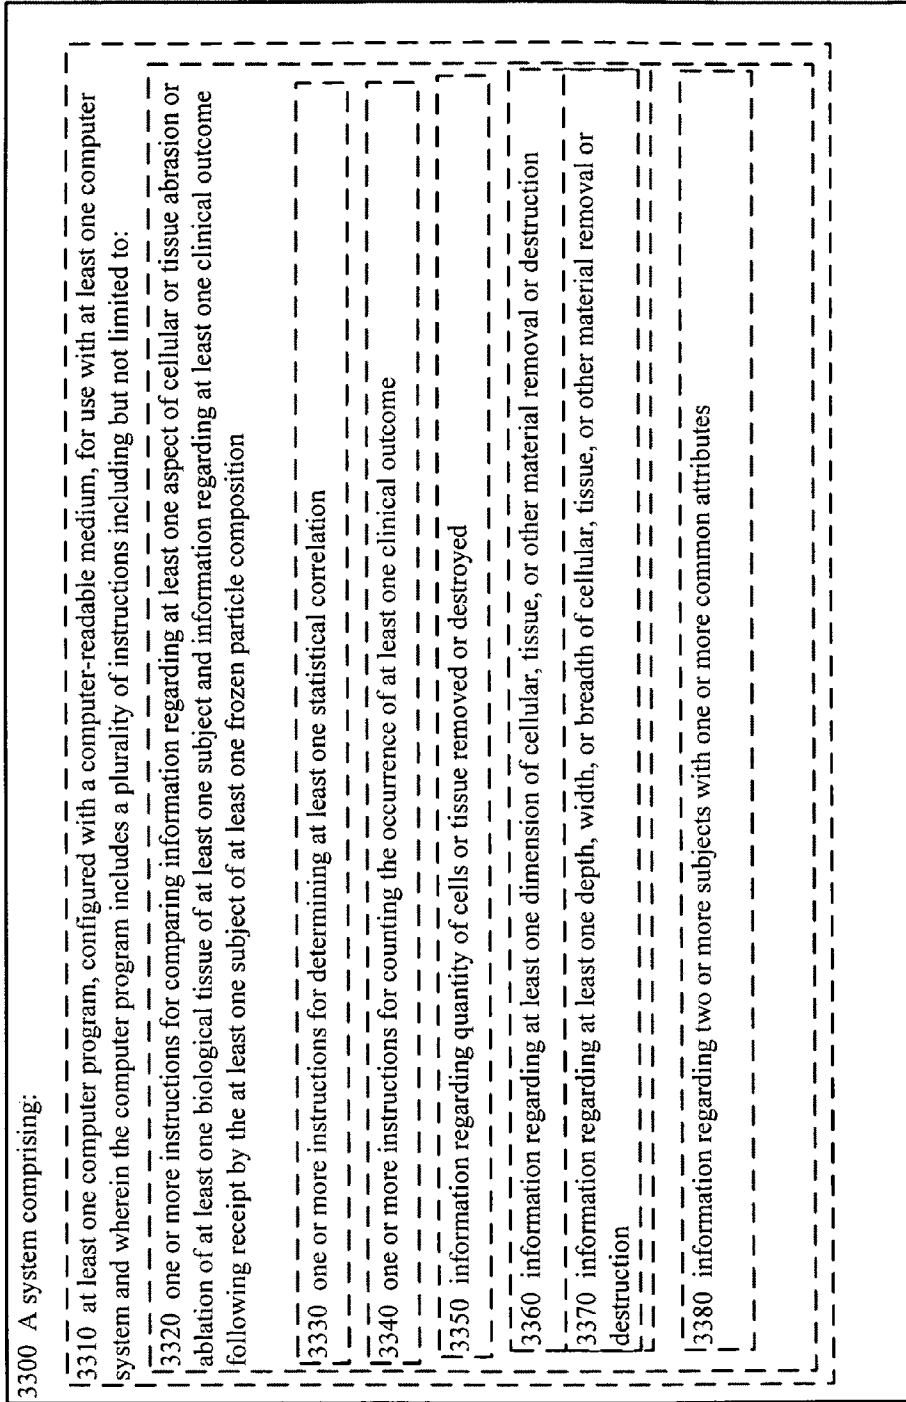 3300 A system comprising:
3310 at least one computer program, configured with a computer-readable medium, for use with at least one computer
system and wherein the computer program includes a plurality of instructions including but not limited to:
3320 one or more instructions for comparing information regarding at least one aspect of cellular or tissue abrasion or
ablation of at least one biological tissue of at least one subject and information regarding at least one clinical outcome
following receipt by the at least one subject of at least one frozen particle composition
3330 one or more instructions for determining at least one statistical correlation
3340 one or more instructions for counting the occurrence of at least one clinical outcome
3350 information regarding quantity of cells or tissue removed or destroyed
3360 information regarding at least one dimension of cellular, tissue, or other material removal or destruction
3370 information regarding at least one depth, width, or breadth of cellular, tissue, or other material removal or
destruction
3380 information regarding two or more subjects with one or more common attributes